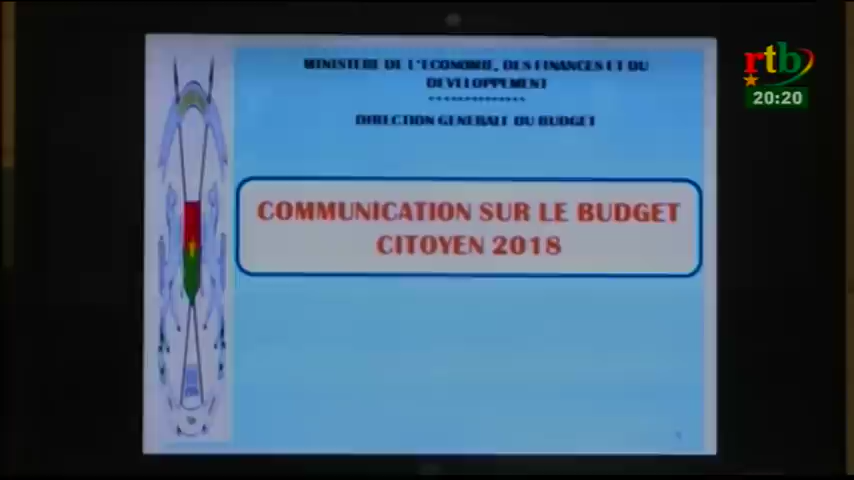 MINISTERE DE L'ECONOMIE, DES FINANCES ET DU
DEVELOPPEMENT
**************
DIRECTION GENERALE DU BUDGET
COMMUNICATION SUR LE BUDGET
CITOYEN 2018
rtb
20:20